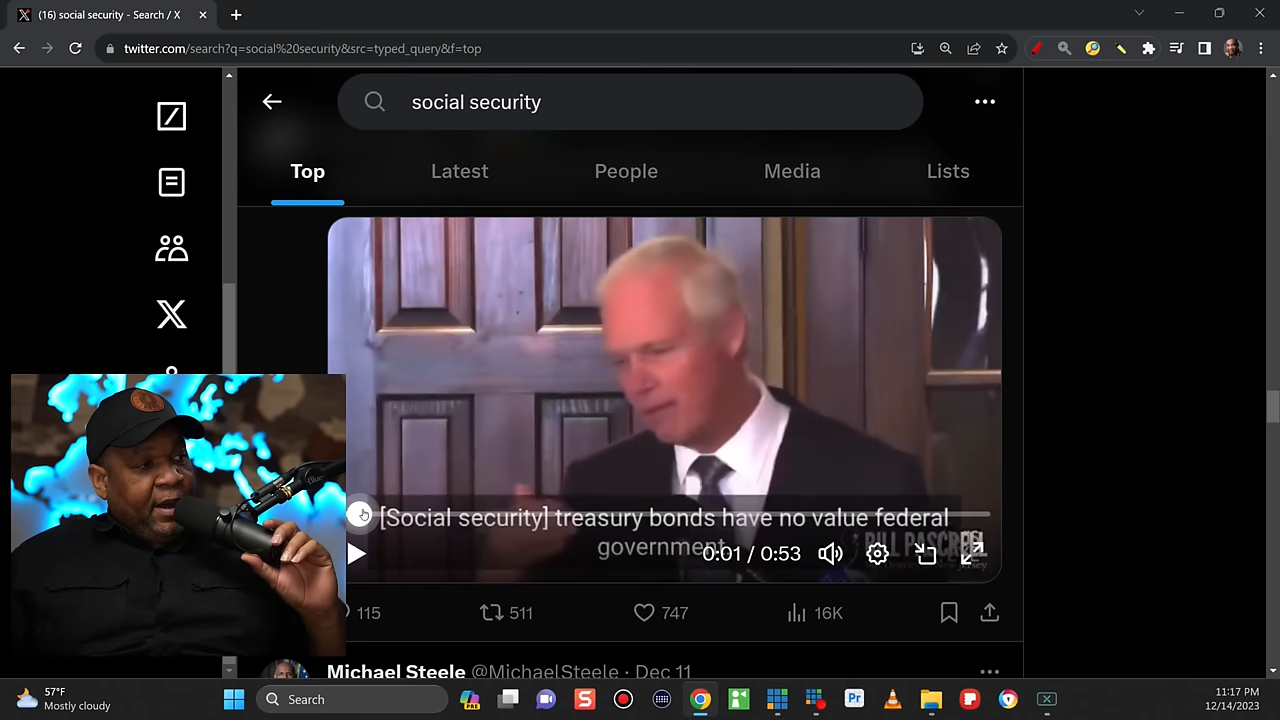 (16) social security - Search / X
twitter.com/search?q=social%20security&src=typed_query&f=top
social security
Top
Latest
People
Media
Lists
[Social security] treasury bonds have no value federal
government
0:01 / 0:53
BILL PASCRELL
115
511
747
16K
Michael Steele @MichaelSteele · Dec 11
57°F
Mostly cloudy
Search
11:17 PM
12/14/2023